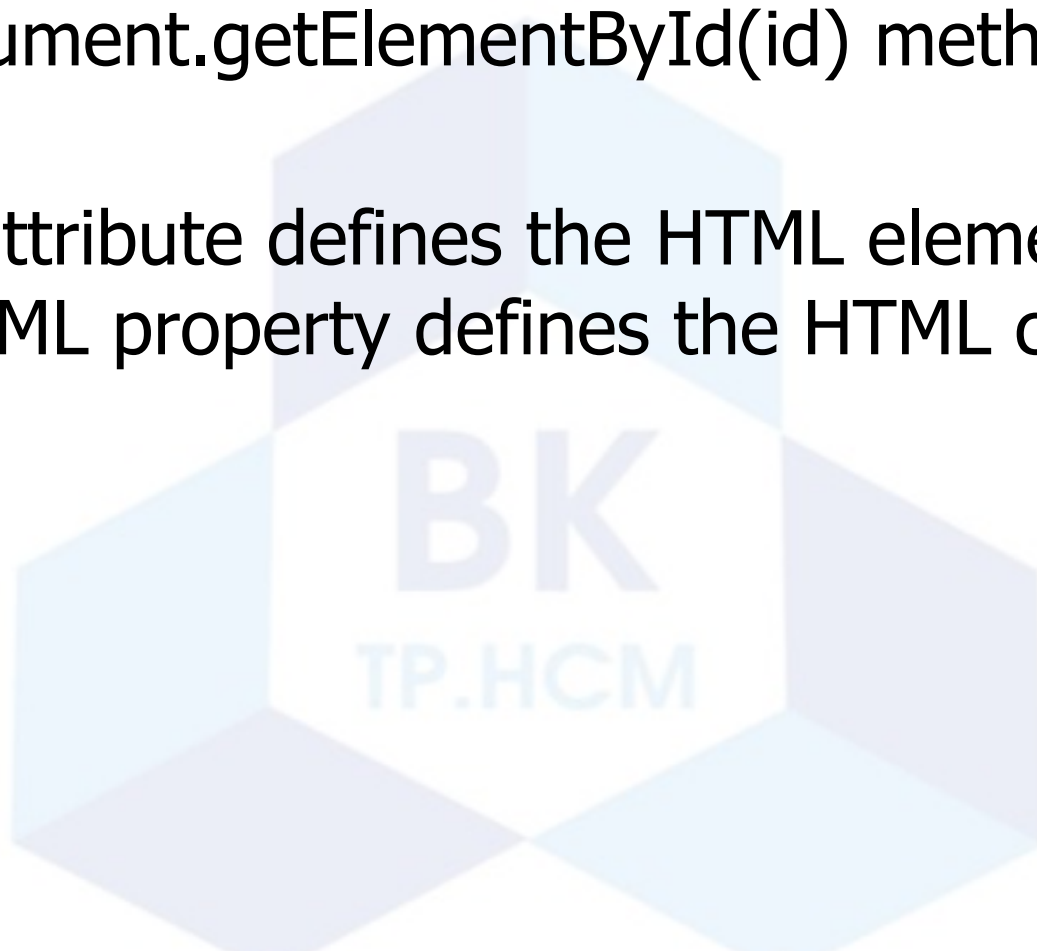 ument.getElementById(id) meth
ttribute defines the HTML eleme
ML property defines the HTML c
BK
TP.HCM